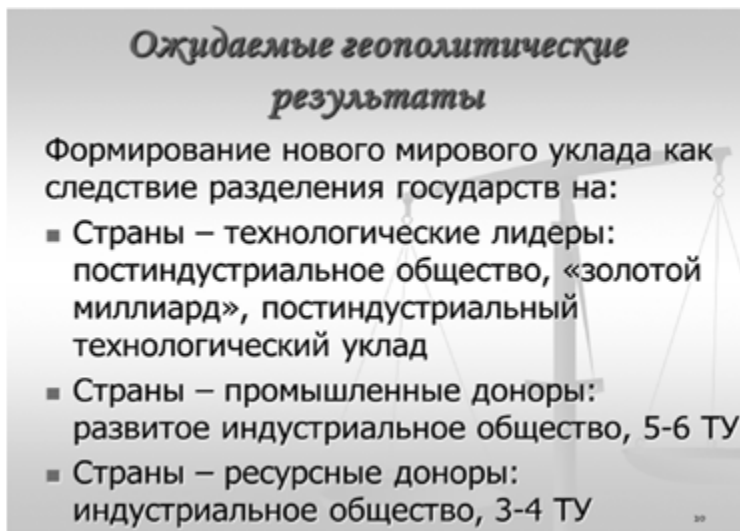 Ожидаемые геополитические
результаты
Формирование нового мирового уклада как
следствие разделения государств на:
Страны – технологические лидеры:
постиндустриальное общество, «золотой
миллиард», постиндустриальный
технологический уклад
Страны – промышленные доноры:
развитое индустриальное общество, 5-6 ТУ
Страны – ресурсные доноры:
индустриальное общество, 3-4 ТУ